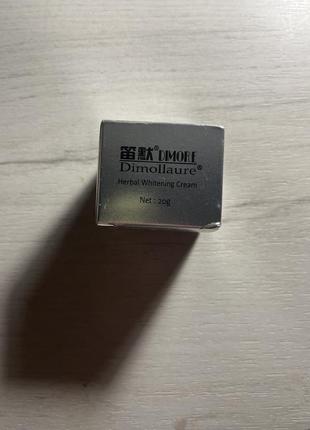 笛默® DIMORE
Dimollaure®
Herbal Whitening Cream
Net : 20g